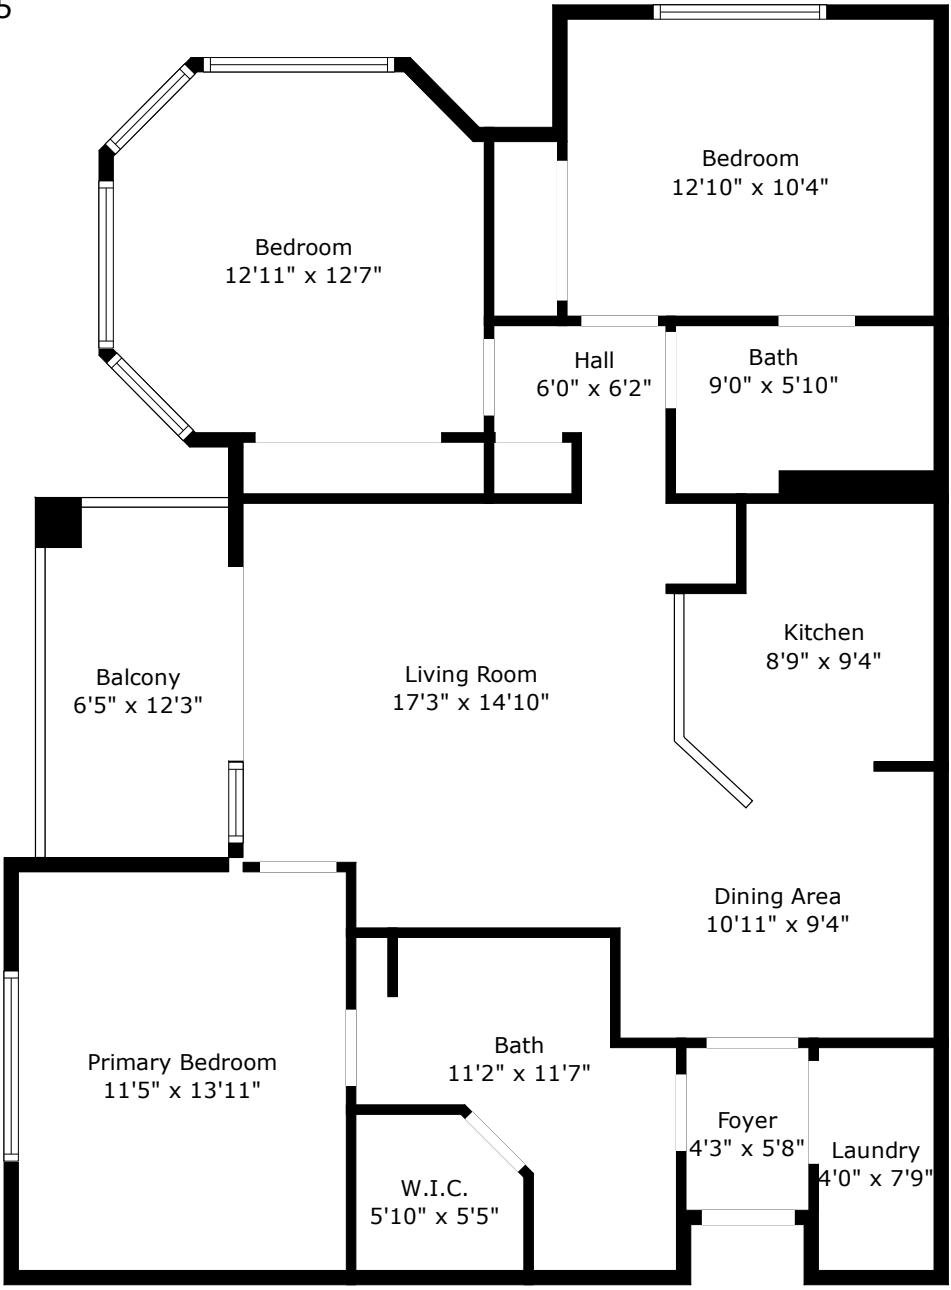 5
Bedroom
12'10" x 10'4"
Bedroom
12'11" x 12'7"
Hall
6'0" x 6'2"
Bath
9'0" x 5'10"
Kitchen
8'9" x 9'4"
Balcony
6'5" x 12'3"
Living Room
17'3" x 14'10"
Dining Area
10'11" x 9'4"
Primary Bedroom
11'5" x 13'11"
Bath
11'2" x 11'7"
Foyer
4'3" x 5'8"
Laundry
4'0" x 7'9"
W.I.C.
5'10" x 5'5"